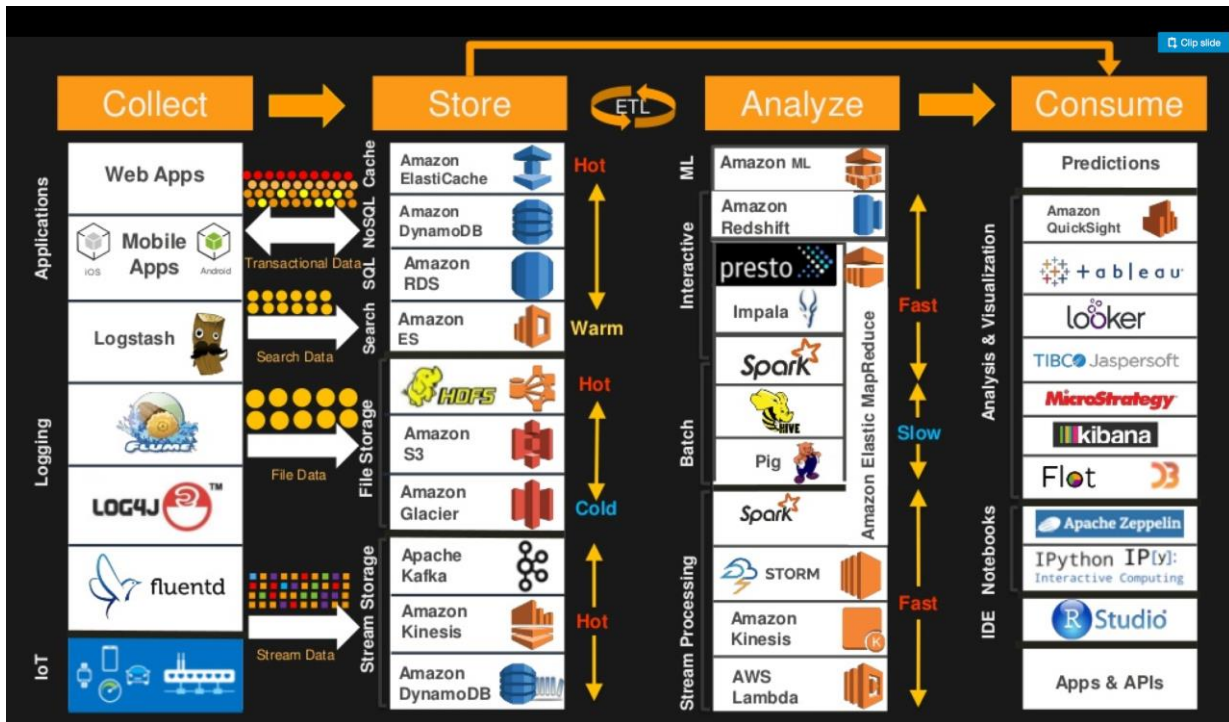 Clip slide
Collect
Store
ETL
Analyze
Consume
Applications
Web Apps
iOS
Mobile
Apps
Android
Logstash
Logging
FLUME
LOG4J 2 TM
fluentd
IoT
Transactional Data
Search Data
File Data
Stream Data
Cache
Amazon
ElastiCache
NoSQL
Amazon
DynamoDB
SQL
Amazon
RDS
Search
Amazon
ES
Hot
Warm
File Storage
HDFS
Amazon
S3
Amazon
Glacier
Hot
Cold
Stream Storage
Apache
Kafka
Amazon
Kinesis
Amazon
DynamoDB
Hot
ML
Amazon ML
Interactive
Amazon
Redshift
presto
Impala
Spark
Batch
HIVE
Pig
Amazon Elastic MapReduce
Stream Processing
Spark
STORM
Amazon
Kinesis
K
AWS
Lambda
Fast
Slow
Fast
Predictions
Analysis & Visualization
Amazon
QuickSight
+ a b l e a u
looker
TIBCO Jaspersoft
MicroStrategy
kibana
Flot
D3
Notebooks
Apache Zeppelin
IPython IP[y]:
Interactive Computing
IDE
R Studio
Apps & APIs